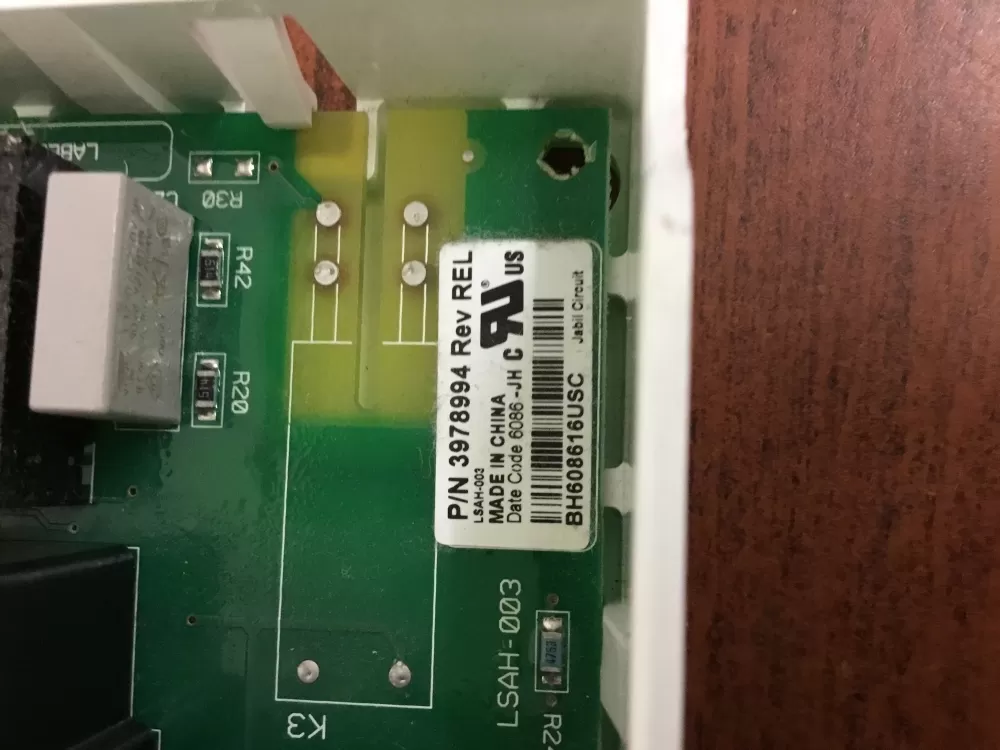 P/N 3978994 Rev REL
LSAH-003
MADE IN CHINA
Date Code 6086 -JH C US
BH608616USC
Jabil Circuit
LABEL
R30
R42
R20
K3
LSAH-003